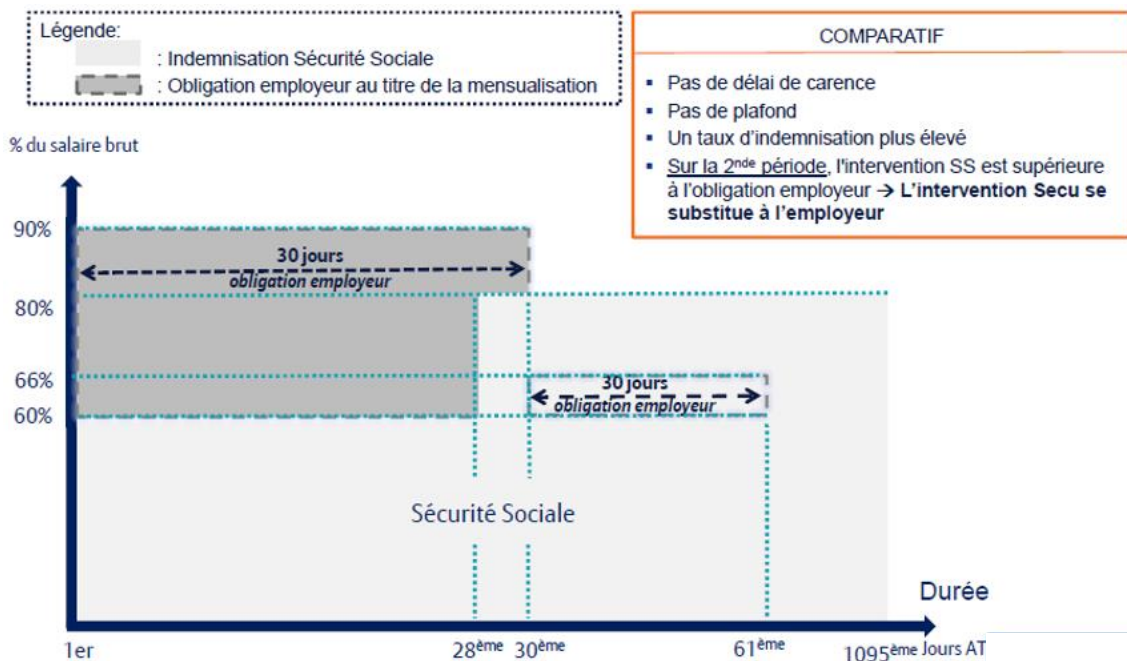 Légende:
: Indemnisation Sécurité Sociale
: Obligation employeur au titre de la mensualisation
COMPARATIF
▪ Pas de délai de carence
▪ Pas de plafond
▪ Un taux d'indemnisation plus élevé
▪ Sur la 2nde période, l'intervention SS est supérieure
à l'obligation employeur → L'intervention Secu se
substitue à l'employeur
% du salaire brut
90%
30 jours
obligation employeur
80%
66%
30 jours
obligation employeur
60%
Sécurité Sociale
Durée
1er
28ème
30ème
61ème
1095ème Jours AT